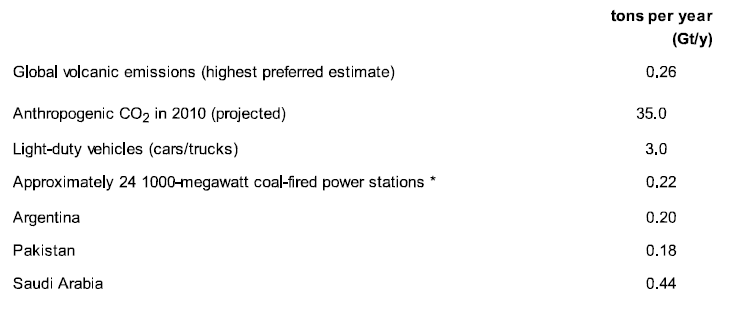 tons per year
(Gt/y)
Global volcanic emissions (highest preferred estimate) 0.26
Anthropogenic CO2 in 2010 (projected) 35.0
Light-duty vehicles (cars/trucks) 3.0
Approximately 24 1000-megawatt coal-fired power stations * 0.22
Argentina 0.20
Pakistan 0.18
Saudi Arabia 0.44